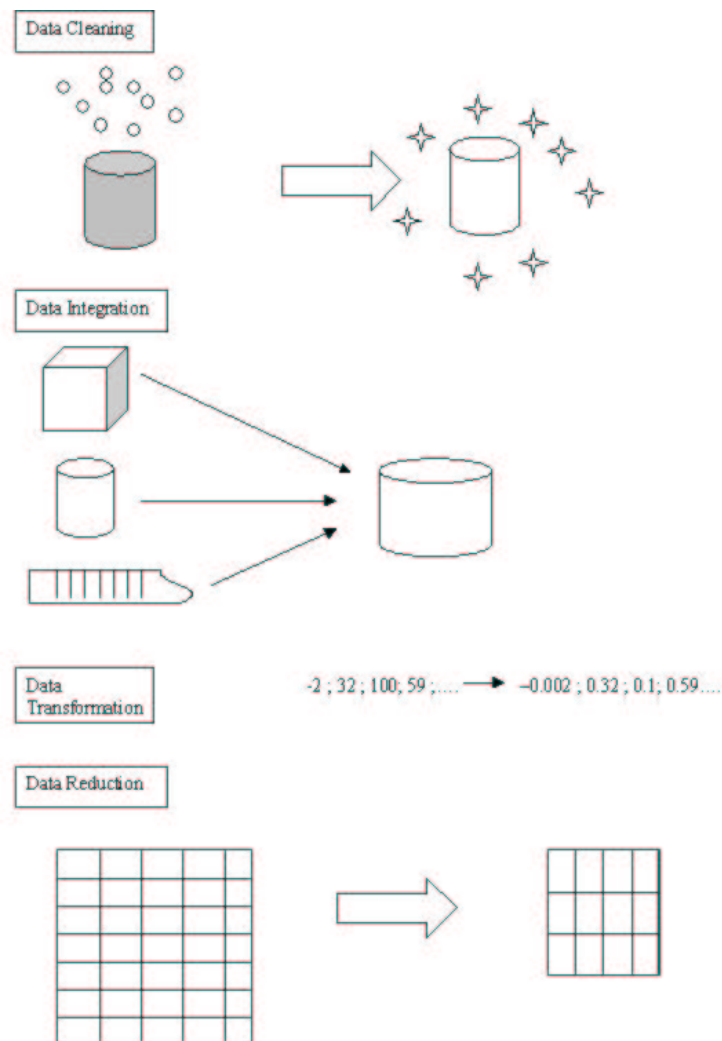 Data Cleaning
Data Integration
Data
Transformation
-2 ; 32 ; 100; 59 ;..... –0.002 ; 0.32 ; 0.1; 0.59....
Data Reduction